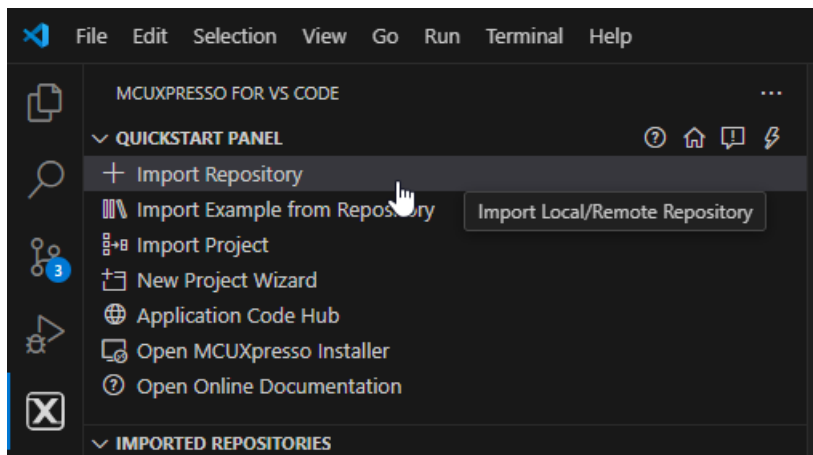 File Edit Selection View Go Run Terminal Help
MCUXPRESSO FOR VS CODE
QUICKSTART PANEL
Import Repository
Import Example from Repository
Import Local/Remote Repository
Import Project
3
New Project Wizard
Application Code Hub
Open MCUXpresso Installer
Open Online Documentation
IMPORTED REPOSITORIES